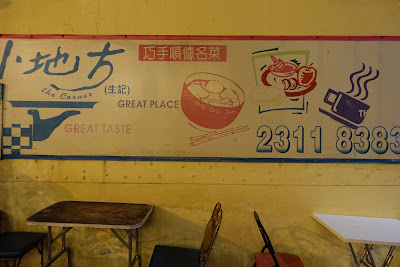 小地方
the Corner
(生記)
巧手順德名菜
GREAT PLACE
GREAT TASTE
2311 8383